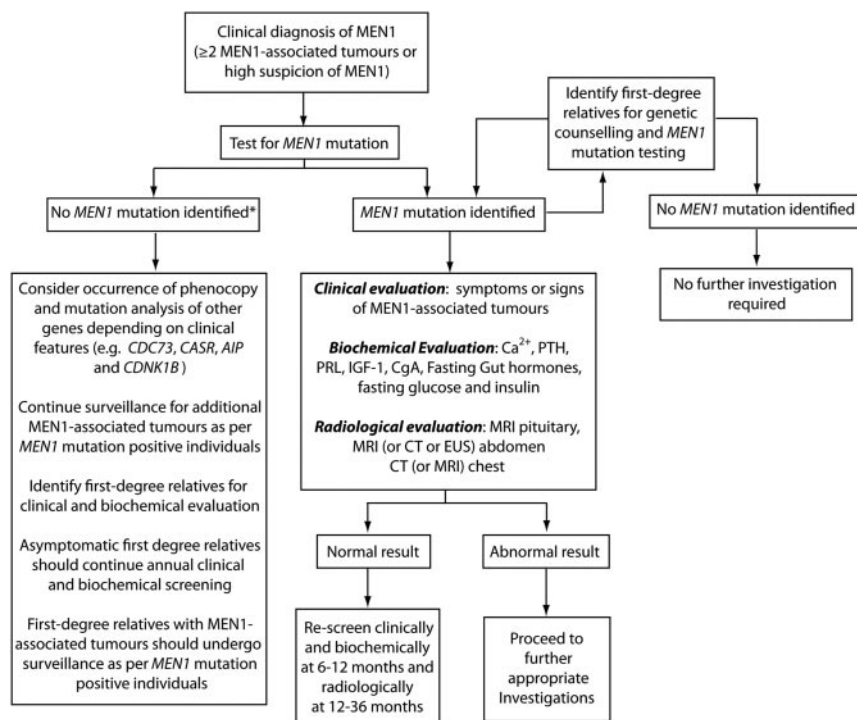 Clinical diagnosis of MEN1
(≥2 MEN1-associated tumours or
high suspicion of MEN1)
Test for MEN1 mutation
Identify first-degree
relatives for genetic
counselling and MEN1
mutation testing
No MEN1 mutation identified*
MEN1 mutation identified
No MEN1 mutation identified
No further investigation
required
Consider occurrence of phenocopy
and mutation analysis of other
genes depending on clinical
features (e.g. CDC73, CASR, AIP
and CDNK1B )
Continue surveillance for additional
MEN1-associated tumours as per
MEN1 mutation positive individuals
Identify first-degree relatives for
clinical and biochemical evaluation
Asymptomatic first degree relatives
should continue annual clinical
and biochemical screening
First-degree relatives with MEN1-
associated tumours should undergo
surveillance as per MEN1 mutation
positive individuals
Clinical evaluation: symptoms or signs
of MEN1-associated tumours
Biochemical Evaluation: Ca²⁺, PTH,
PRL, IGF-1, CgA, Fasting Gut hormones,
fasting glucose and insulin
Radiological evaluation: MRI pituitary,
MRI (or CT or EUS) abdomen
CT (or MRI) chest
Normal result
Abnormal result
Re-screen clinically
and biochemically
at 6-12 months and
radiologically
at 12-36 months
Proceed to
further
appropriate
Investigations